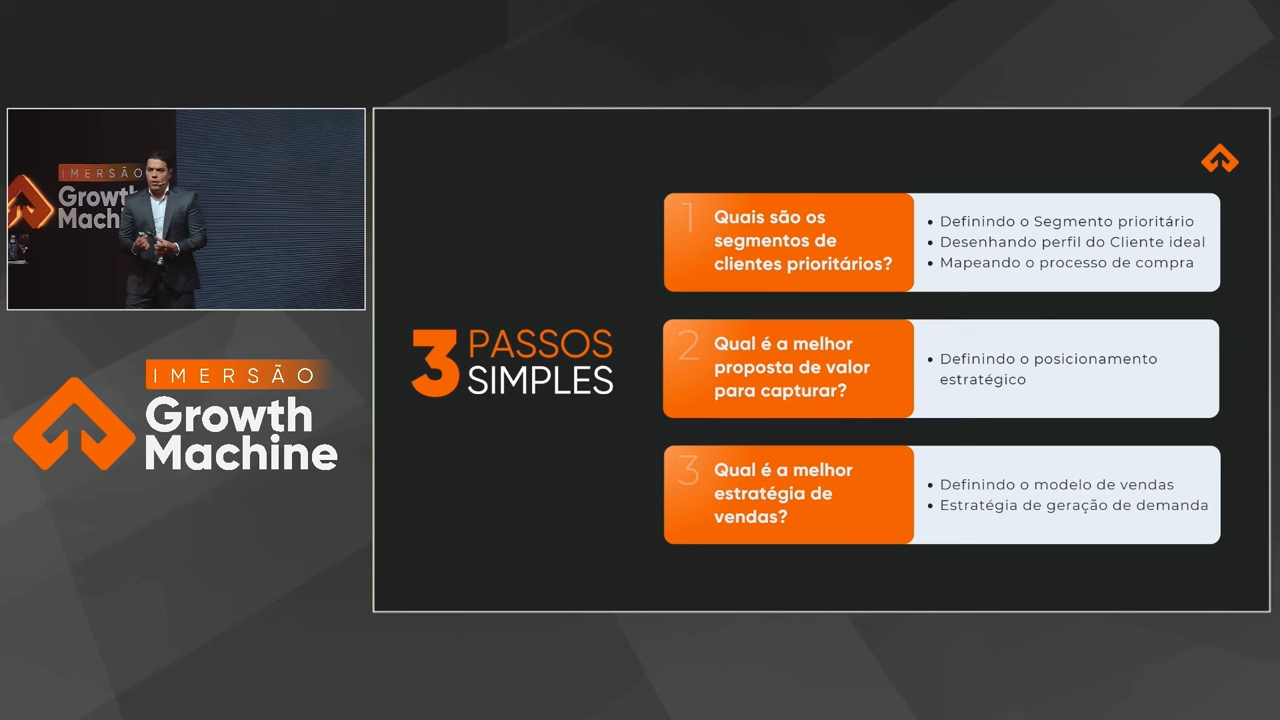 IMERSÃO
Growth
Machine
IMERSÃO
Growth
Machine
3 PASSOS
SIMPLES
1
Quais são os
segmentos de
clientes prioritários?
• Definindo o Segmento prioritário
• Desenhando perfil do Cliente ideal
• Mapeando o processo de compra
2
Qual é a melhor
proposta de valor
para capturar?
• Definindo o posicionamento
estratégico
3
Qual é a melhor
estratégia de
vendas?
• Definindo o modelo de vendas
• Estratégia de geração de demanda